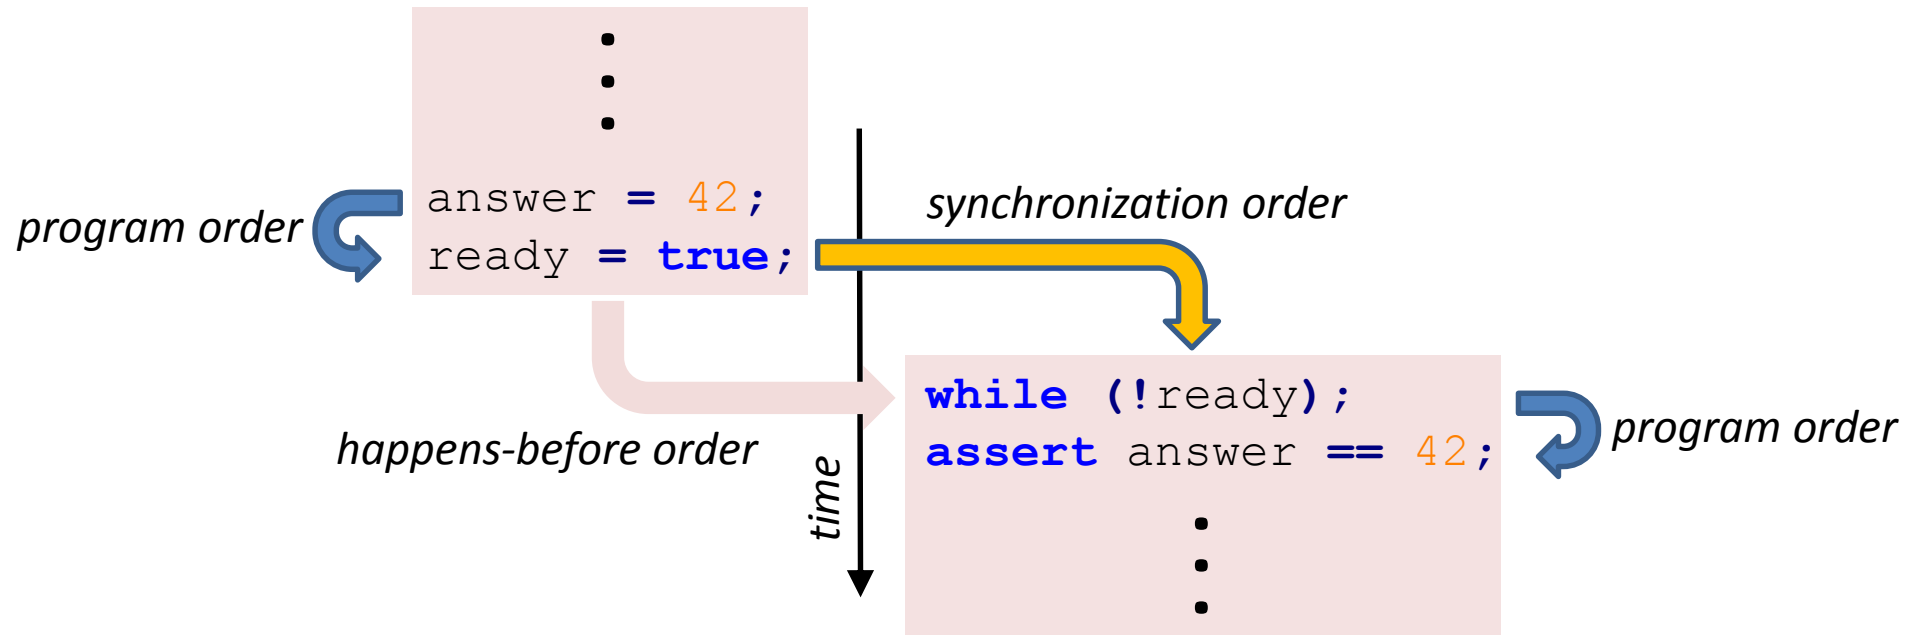 answer = 42;
ready = true;
program order
synchronization order
happens-before order
time
while (!ready);
assert answer == 42;
program order